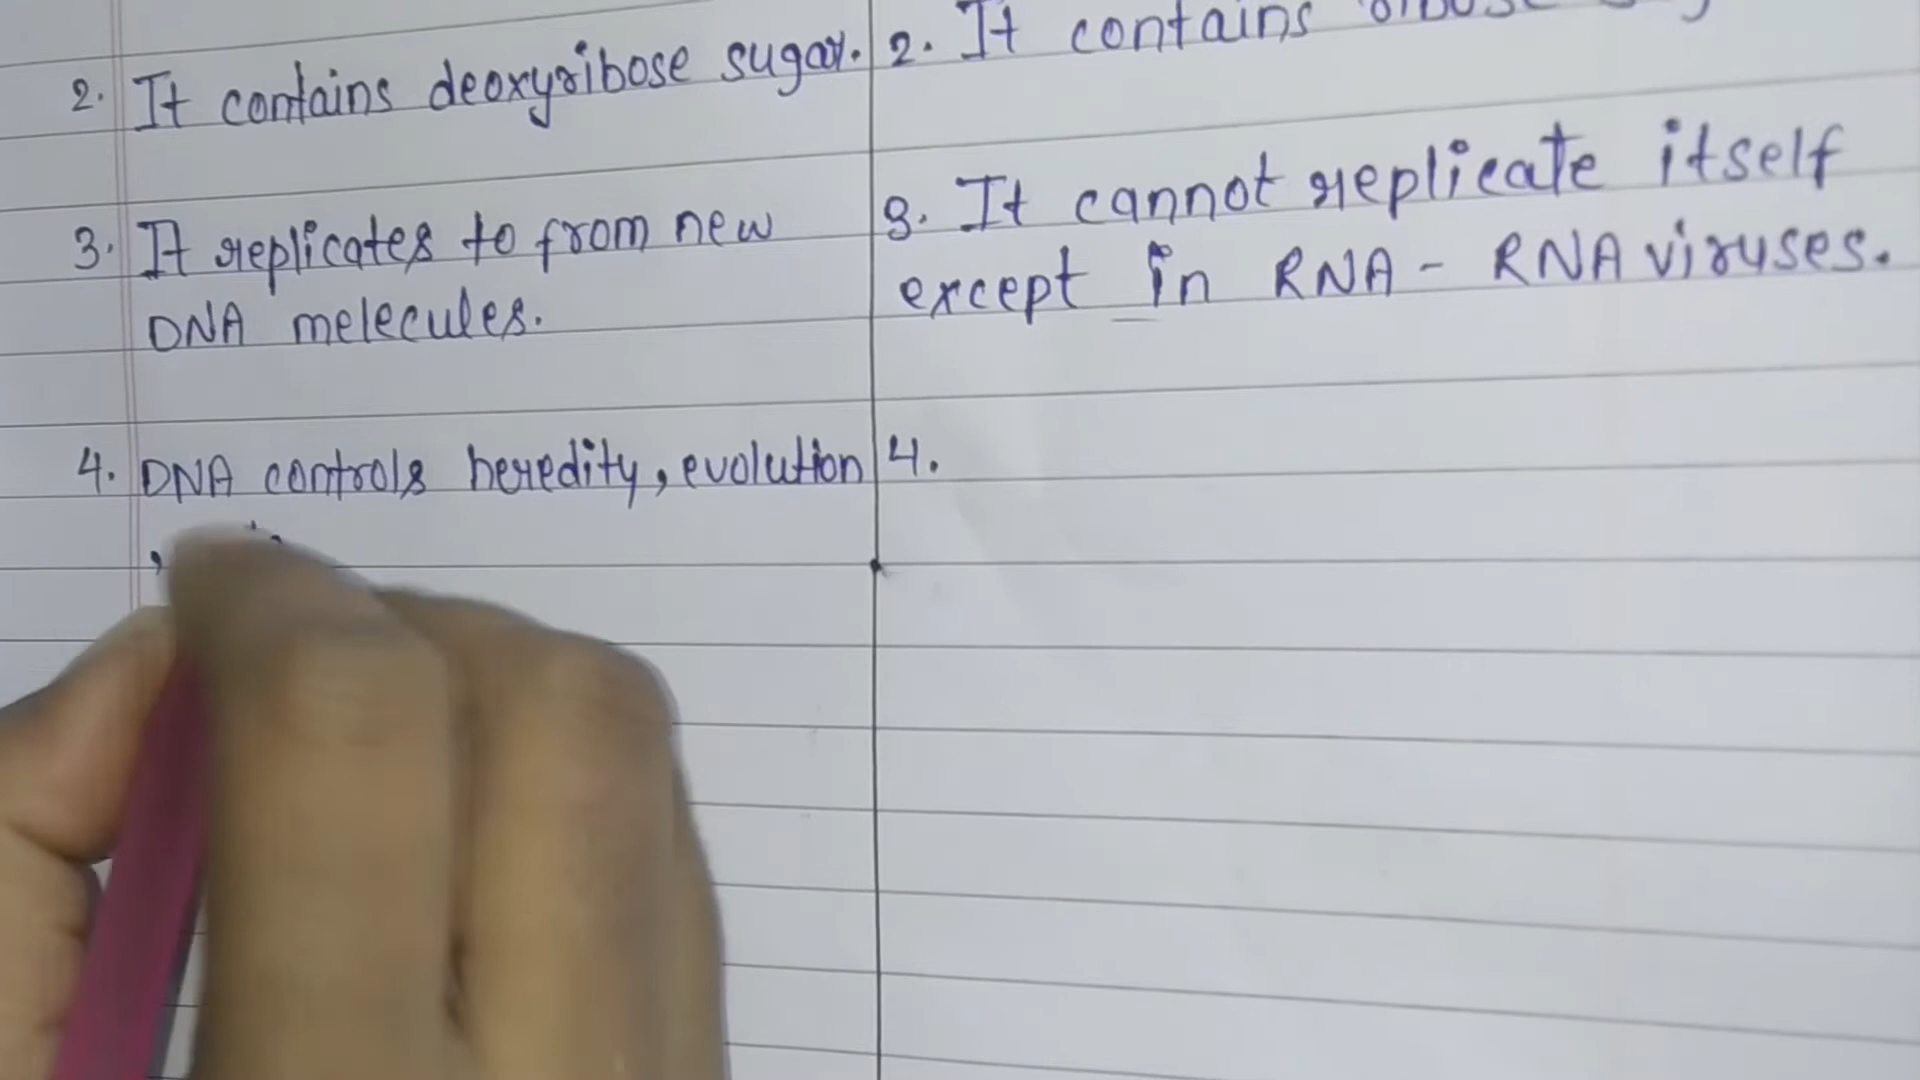 2. It contains deoxyribose sugar.
3. It replicates to from new
DNA melecules.
4. DNA controls heredity, evolution
,
2. It contains
3. It cannot replicate itself
except in RNA - RNA viruses.
4.